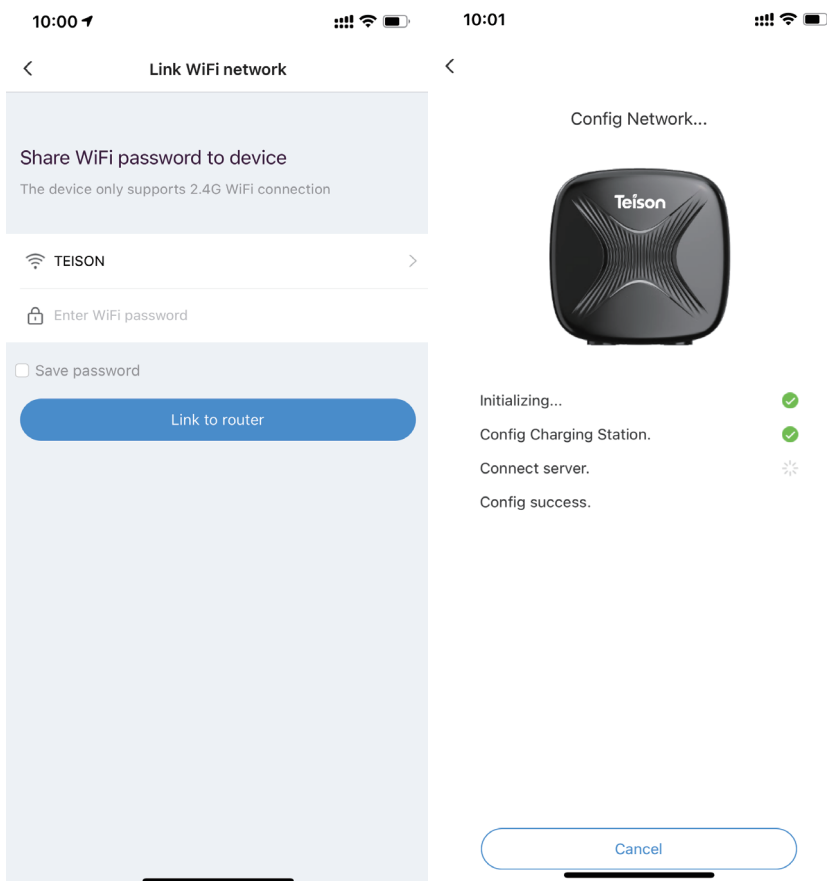 10:00
Link WiFi network
Share WiFi password to device
The device only supports 2.4G WiFi connection
TEISON
Enter WiFi password
Save password
Link to router
10:01
Config Network...
Teison
Initializing...
Config Charging Station.
Connect server.
Config success.
Cancel